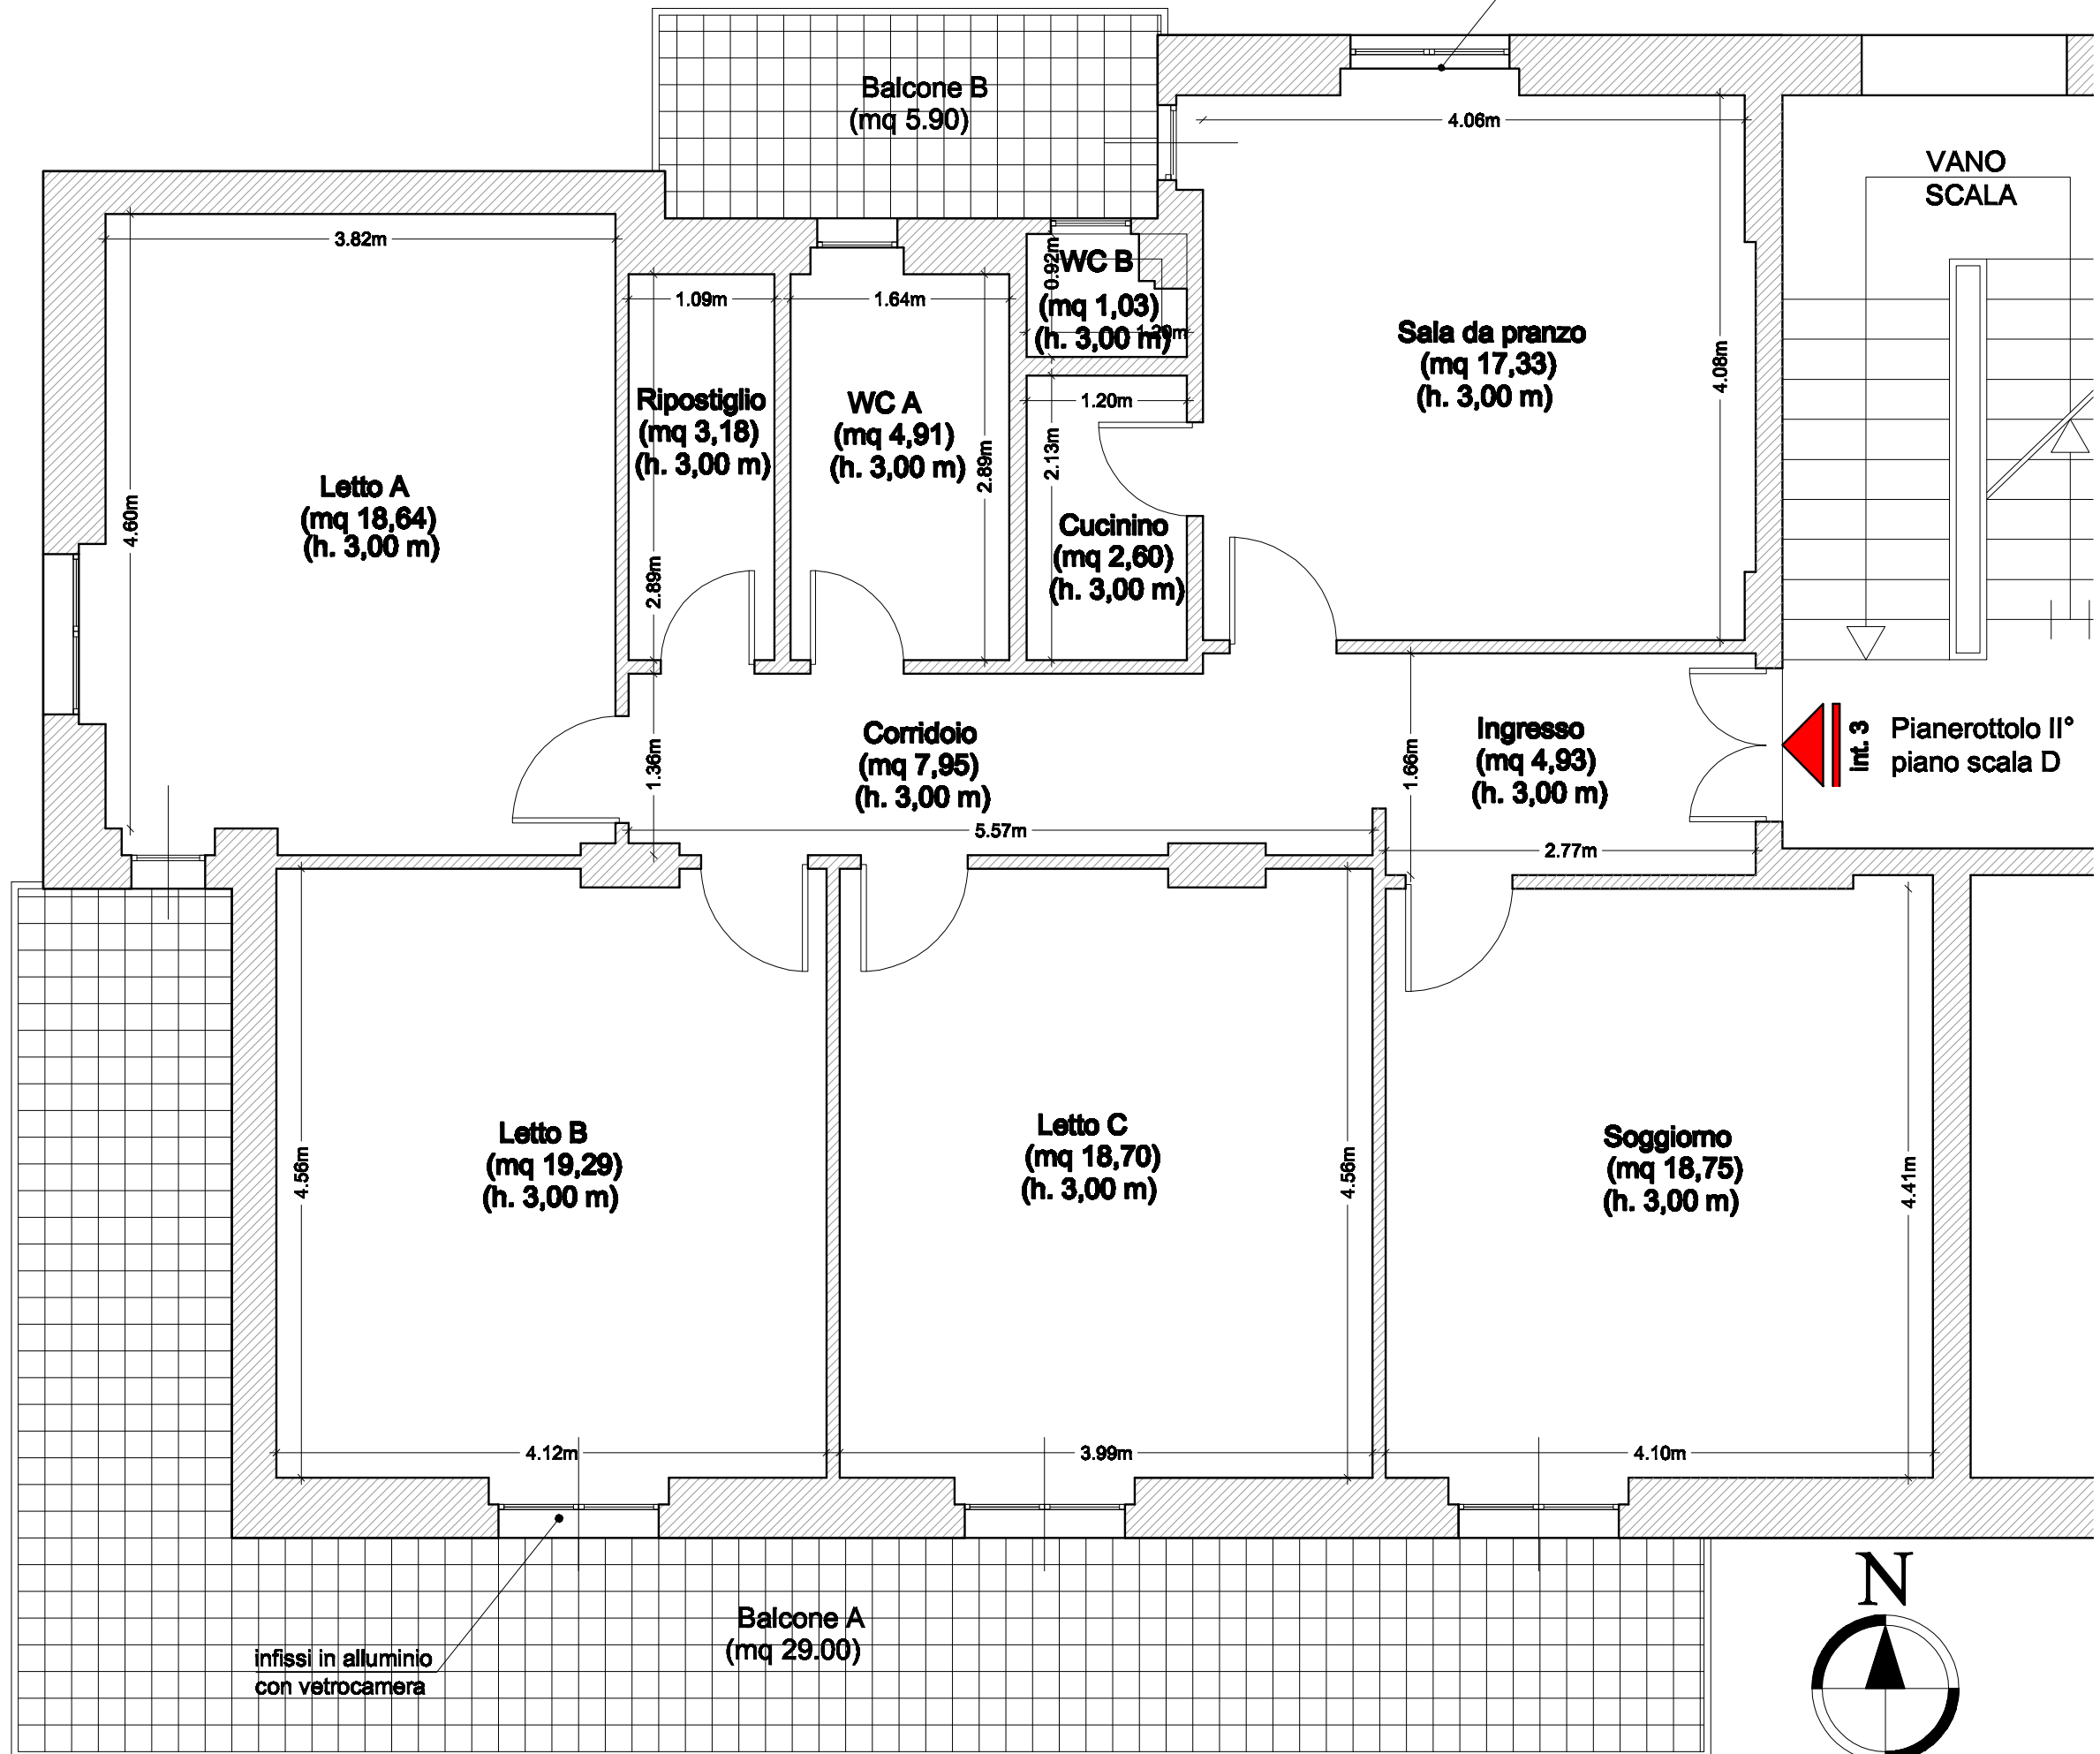 Balcone B
(mq 5.90)
4.06m
VANO
SCALA
3.82m
1.09m
1.64m
0.92m
WC B
(mq 1,03)
(h. 3,00 m)
1.20m
Sala da pranzo
(mq 17,33)
(h. 3,00 m)
4.08m
Ripostiglio
(mq 3,18)
(h. 3,00 m)
2.89m
WC A
(mq 4,91)
(h. 3,00 m)
2.89m
1.20m
2.13m
Cucinino
(mq 2,60)
(h. 3,00 m)
Letto A
(mq 18,64)
(h. 3,00 m)
4.60m
Corridoio
(mq 7,95)
(h. 3,00 m)
1.36m
5.57m
1.66m
Ingresso
(mq 4,93)
(h. 3,00 m)
2.77m
Int. 3
Pianerottolo II°
piano scala D
Letto B
(mq 19,29)
(h. 3,00 m)
4.56m
4.12m
Letto C
(mq 18,70)
(h. 3,00 m)
4.56m
3.99m
Soggiorno
(mq 18,75)
(h. 3,00 m)
4.41m
4.10m
Balcone A
(mq 29.00)
infissi in alluminio
con vetrocamera
N